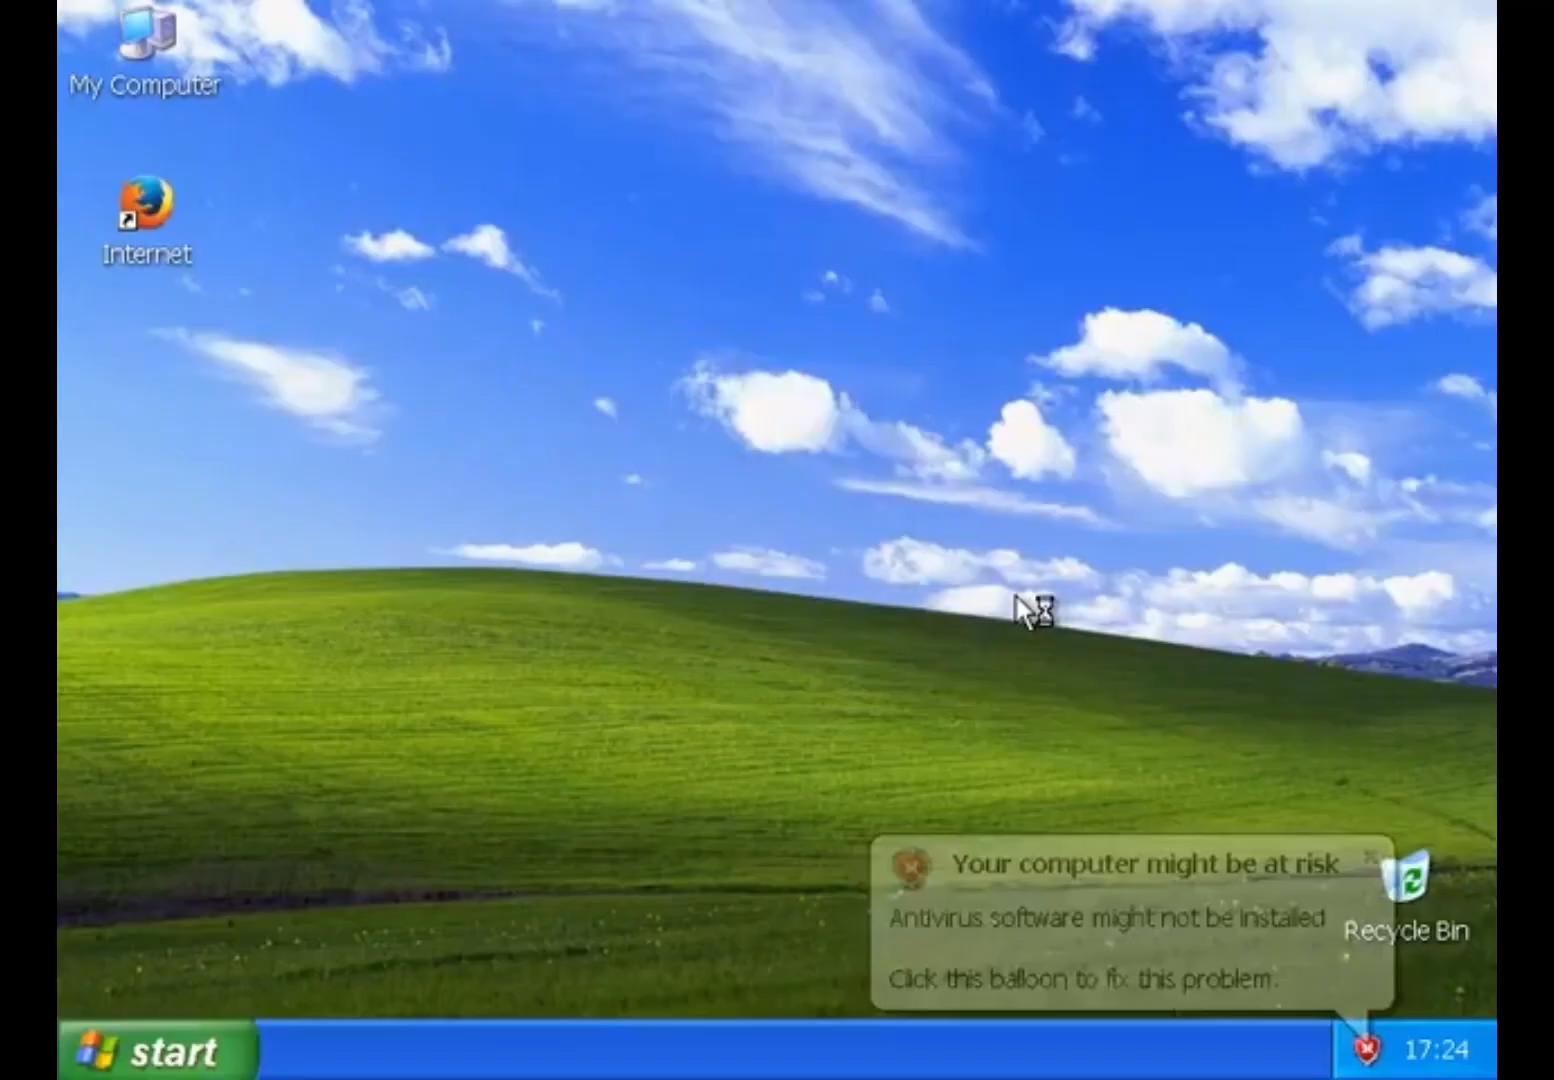 My Computer
Internet
Your computer might be at risk
Antivirus software might not be installed
Click this balloon to fix this problem.
Recycle Bin
start
17:24